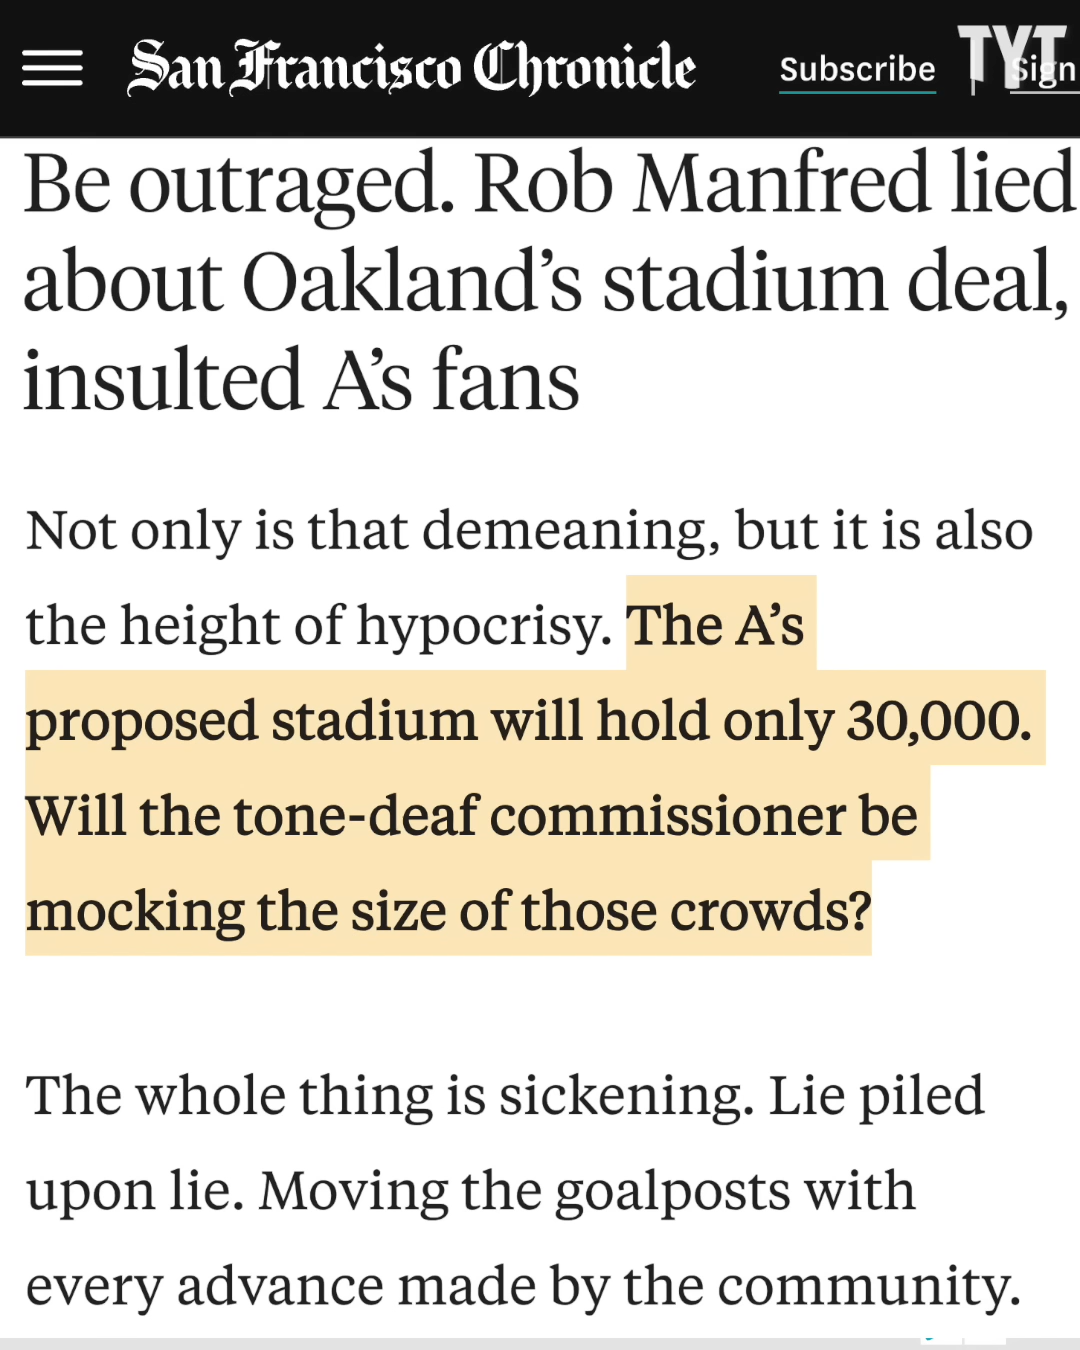 San Francisco Chronicle
Subscribe
TYT
Sign
Be outraged. Rob Manfred lied
about Oakland’s stadium deal,
insulted A’s fans
Not only is that demeaning, but it is also
the height of hypocrisy. The A’s
proposed stadium will hold only 30,000.
Will the tone-deaf commissioner be
mocking the size of those crowds?
The whole thing is sickening. Lie piled
upon lie. Moving the goalposts with
every advance made by the community.